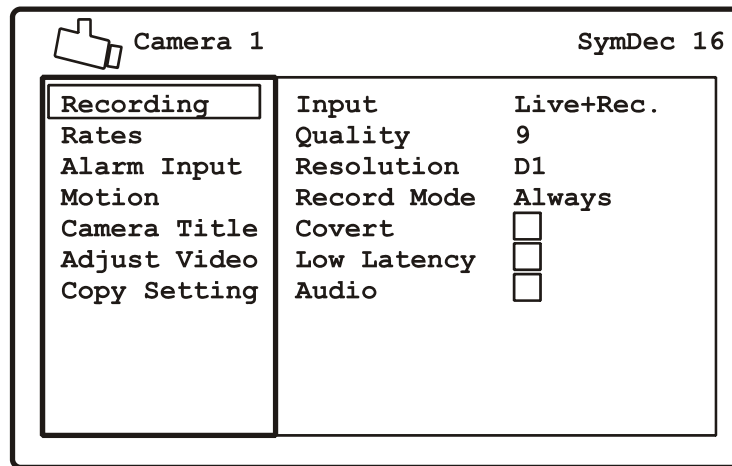 Camera 1 SymDec 16
Recording Input Live+Rec.
Rates Quality 9
Alarm Input Resolution D1
Motion Record Mode Always
Camera Title Covert
Adjust Video Low Latency
Copy Setting Audio